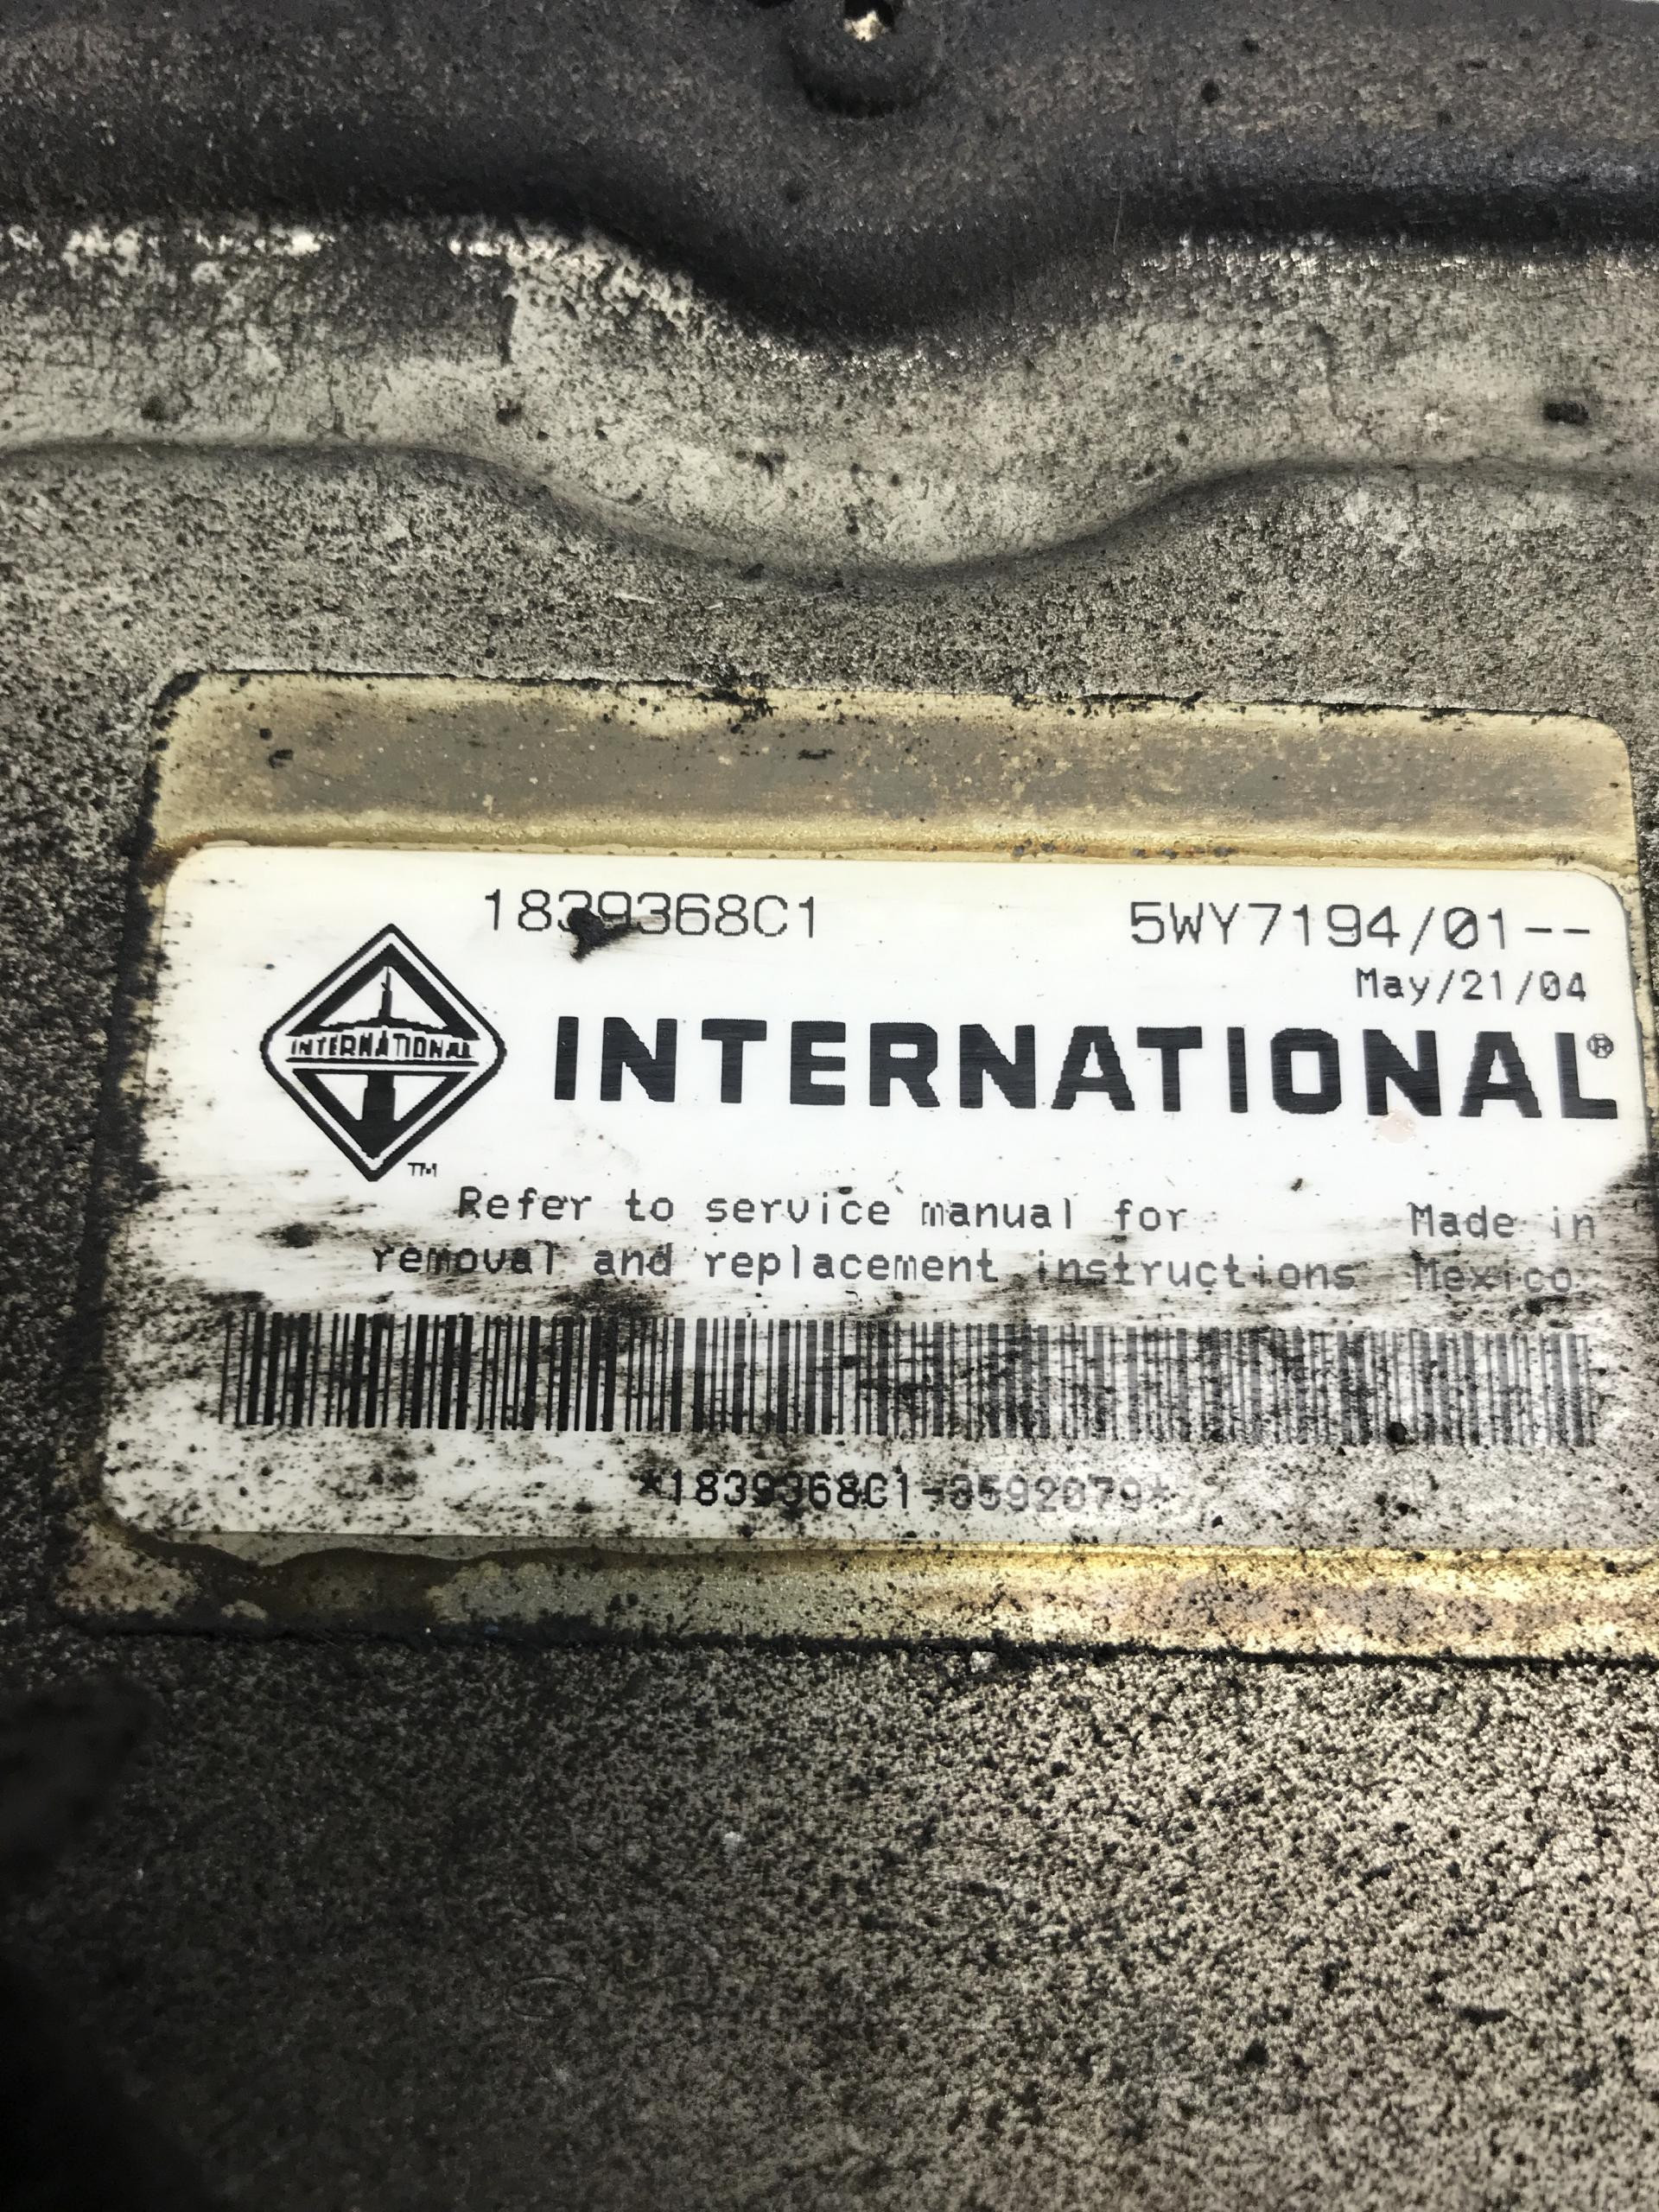 1839368C1 5WY7194/01--
May/21/04
INTERNATIONAL
INTERNATIONAL®
TM
Refer to service manual for Made in
removal and replacement instructions Mexico
*1839368C1-3592079*